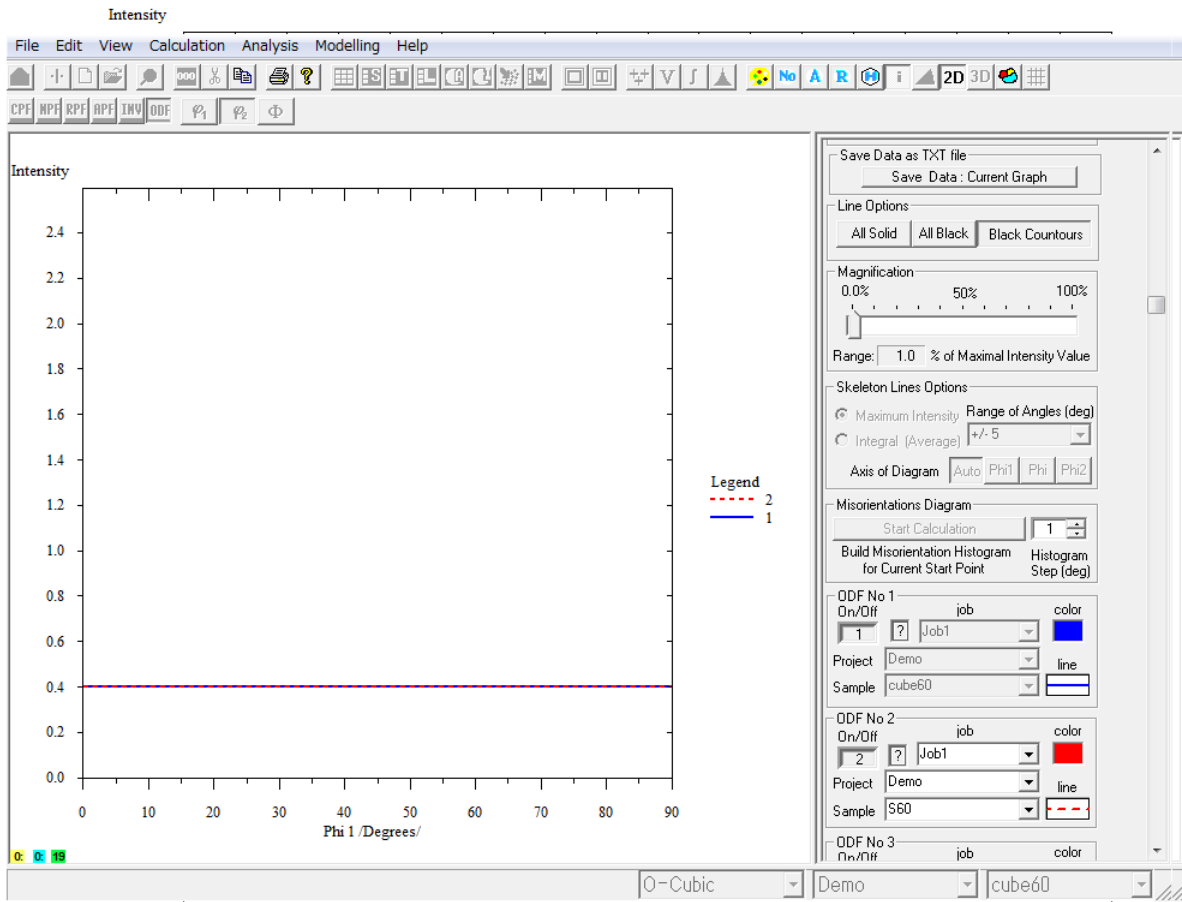 Intensity
File Edit View Calculation Analysis Modelling Help
No A R H i 2D 3D
CPF NPF RPF APF INV ODF φ1 φ2 Φ
Intensity
2.4
2.2
2.0
1.8
1.6
1.4
1.2
1.0
0.8
0.6
0.4
0.2
0.0
0 10 20 30 40 50 60 70 80 90
Phi 1 /Degrees/
Legend
2
1
0: 0: 19
Save Data as TXT file
Save Data : Current Graph
Line Options
All Solid All Black Black Countours
Magnification
0.0% 50% 100%
Range: 1.0 % of Maximal Intensity Value
Skeleton Lines Options
Maximum Intensity Range of Angles (deg)
Integral (Average) +/- 5
Axis of Diagram Auto Phi1 Phi Phi2
Misorientations Diagram
Start Calculation 1
Build Misorientation Histogram Histogram
for Current Start Point Step (deg)
ODF No 1
On/Off job color
1 ? Job1
Project Demo line
Sample cube60
ODF No 2
On/Off job color
2 ? Job1
Project Demo line
Sample S60
ODF No 3
On/Off job color
O-Cubic Demo cube60